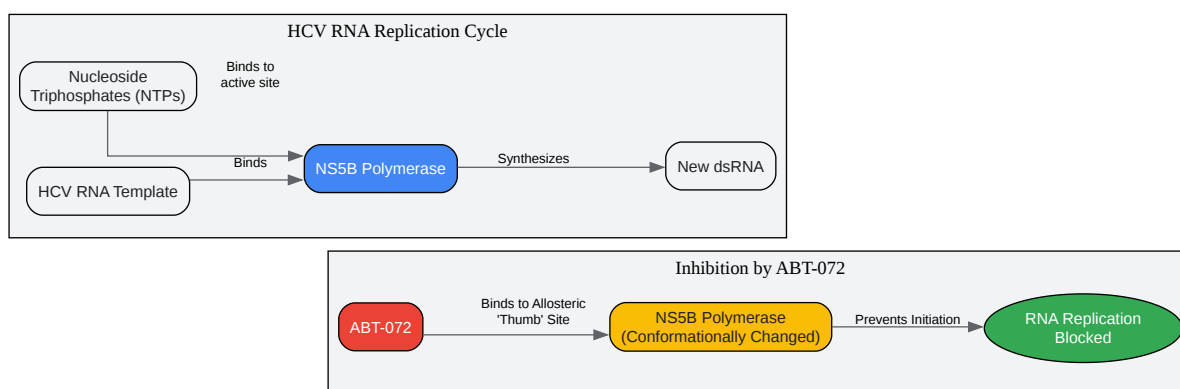 HCV RNA Replication Cycle
Nucleoside
Triphosphates (NTPs)
Binds to
active site
Binds
HCV RNA Template
NS5B Polymerase
Synthesizes
New dsRNA
Inhibition by ABT-072
ABT-072
Binds to Allosteric
'Thumb' Site
NS5B Polymerase
(Conformationally Changed)
Prevents Initiation
RNA Replication
Blocked